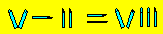 V – II = VIII